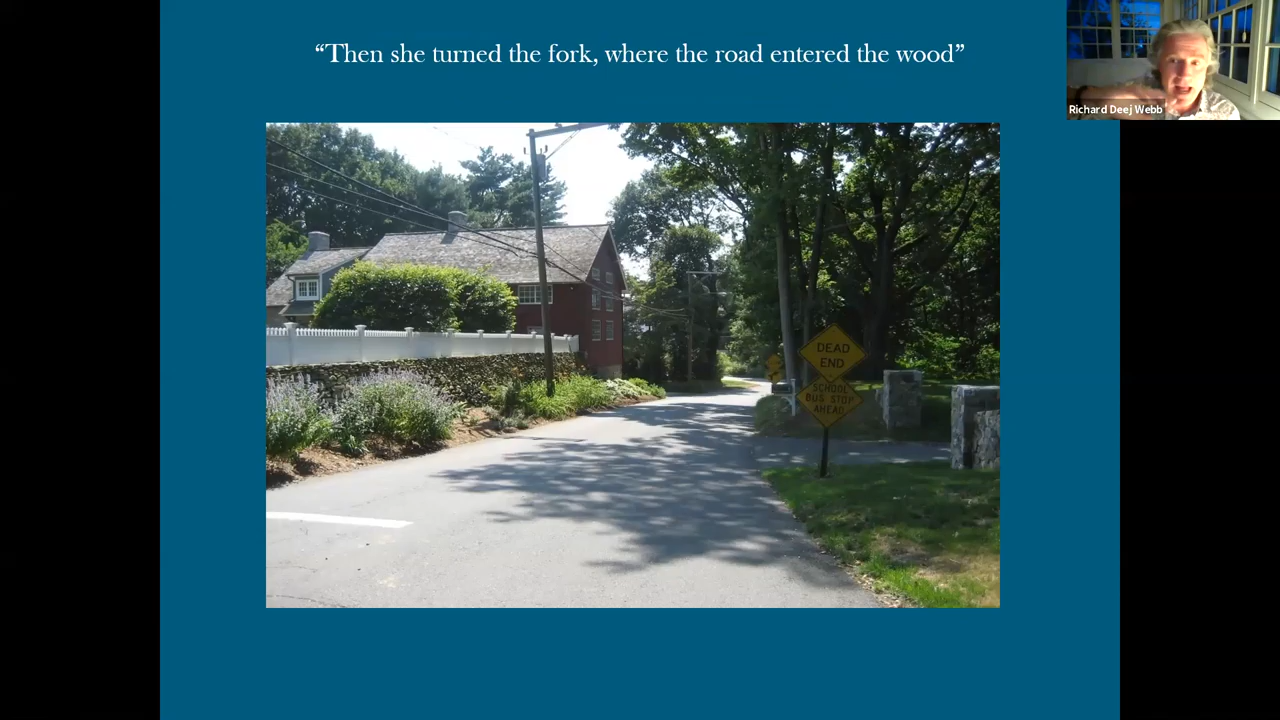 “Then she turned the fork, where the road entered the wood”
Richard Deej Webb
DEAD
END
SCHOOL
BUS STOP
AHEAD